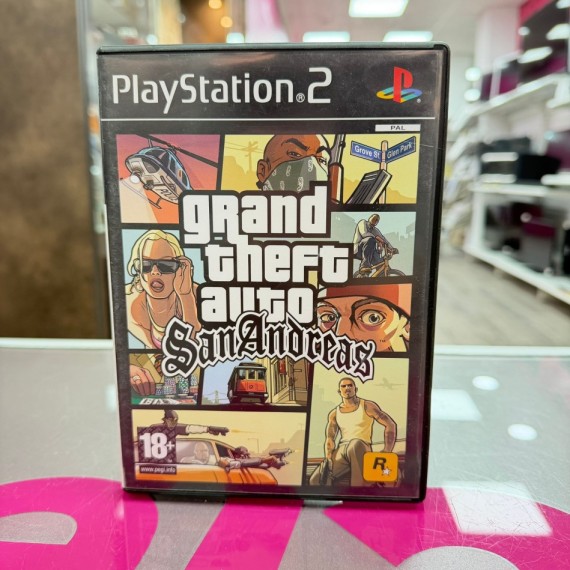 PlayStation®2
PAL
Grove St
Glen Park
grand
theft
auto
San Andreas
18+
www.pegi.info
R